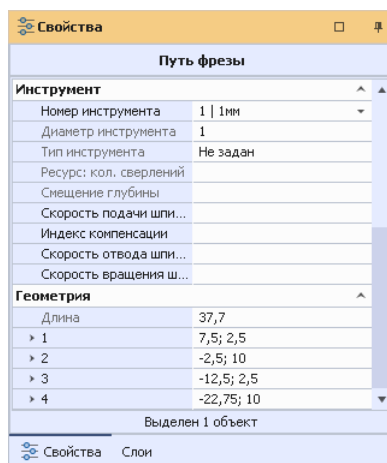 Свойства
Путь фрезы
Инструмент
Номер инструмента 1 | 1мм
Диаметр инструмента 1
Тип инструмента Не задан
Ресурс: кол. сверлений
Смещение глубины
Скорость подачи шпи...
Индекс компенсации
Скорость отвода шпи...
Скорость вращения ш...
Геометрия
Длина 37,7
1 7,5; 2,5
2 -2,5; 10
3 -12,5; 2,5
4 -22,75; 10
Выделен 1 объект
Свойства Слои